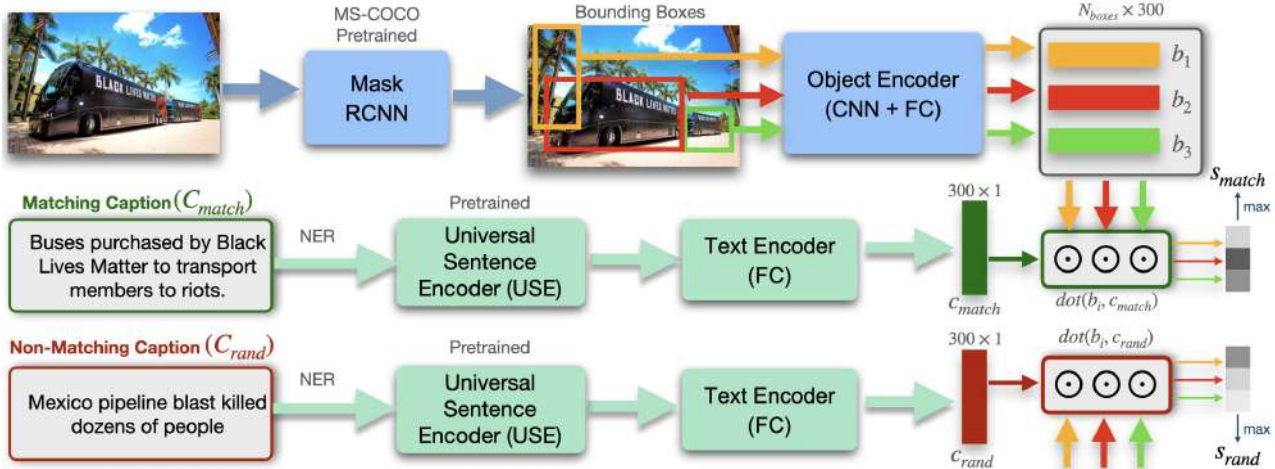 MS-COCO
Pretrained
Bounding Boxes
N_boxes × 300
Mask
RCNN
Object Encoder
(CNN + FC)
BLACK LIVES MATTER
BLACK LIVES MATTER
b_1
b_2
b_3
Matching Caption (C_match)
Buses purchased by Black
Lives Matter to transport
members to riots.
NER
Pretrained
Universal
Sentence
Encoder (USE)
Text Encoder
(FC)
300 × 1
c_match
dot(b_i, c_match)
s_match
max
Non-Matching Caption (C_rand)
Mexico pipeline blast killed
dozens of people
NER
Pretrained
Universal
Sentence
Encoder (USE)
Text Encoder
(FC)
300 × 1
c_rand
dot(b_i, c_rand)
max
s_rand